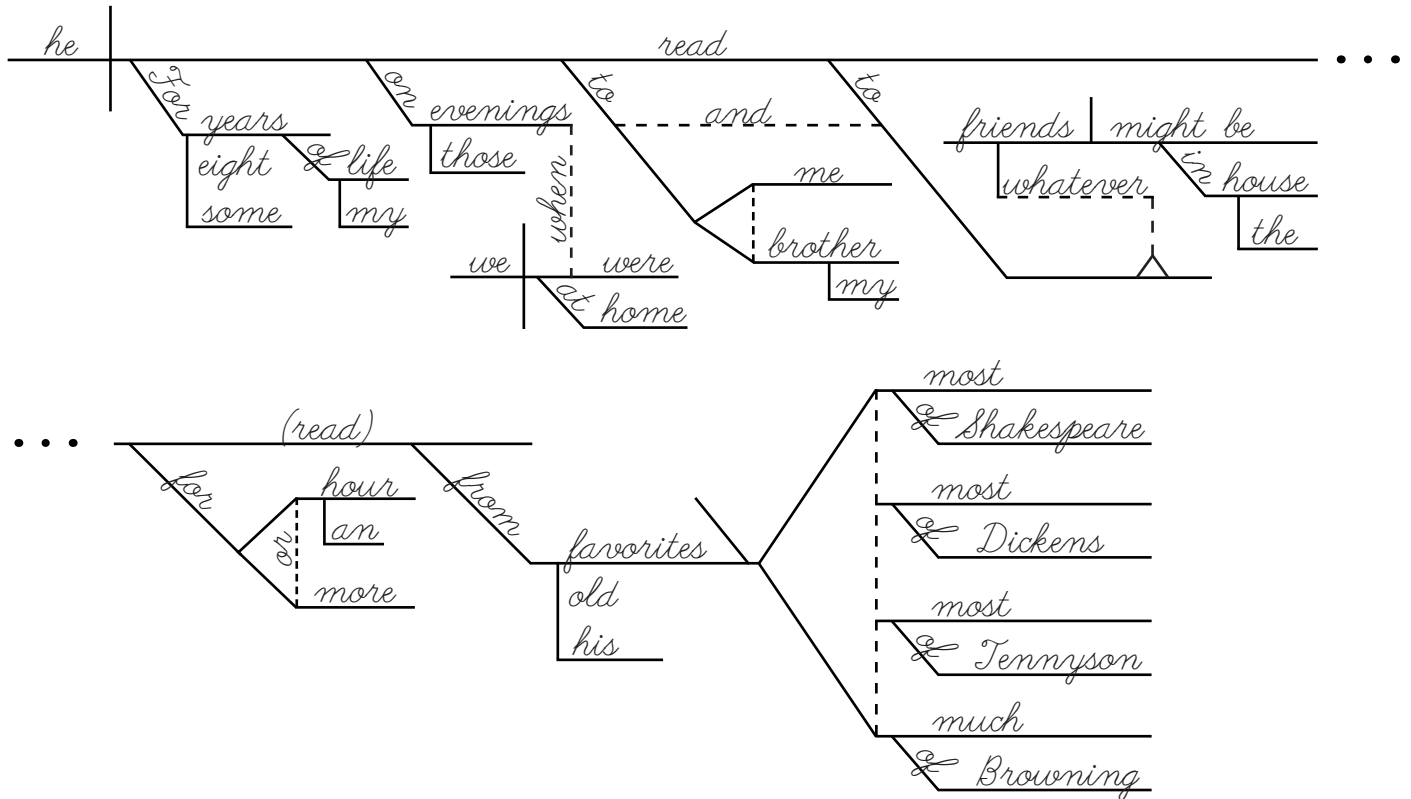 he read
For on to to
years evenings and friends might be
eight of life those when me whatever in house
some my we were brother the
at home my
most
(read) of Shakespeare
for hour from most
or an favorites of Dickens
more old most
his of Tennyson
much
of Browning